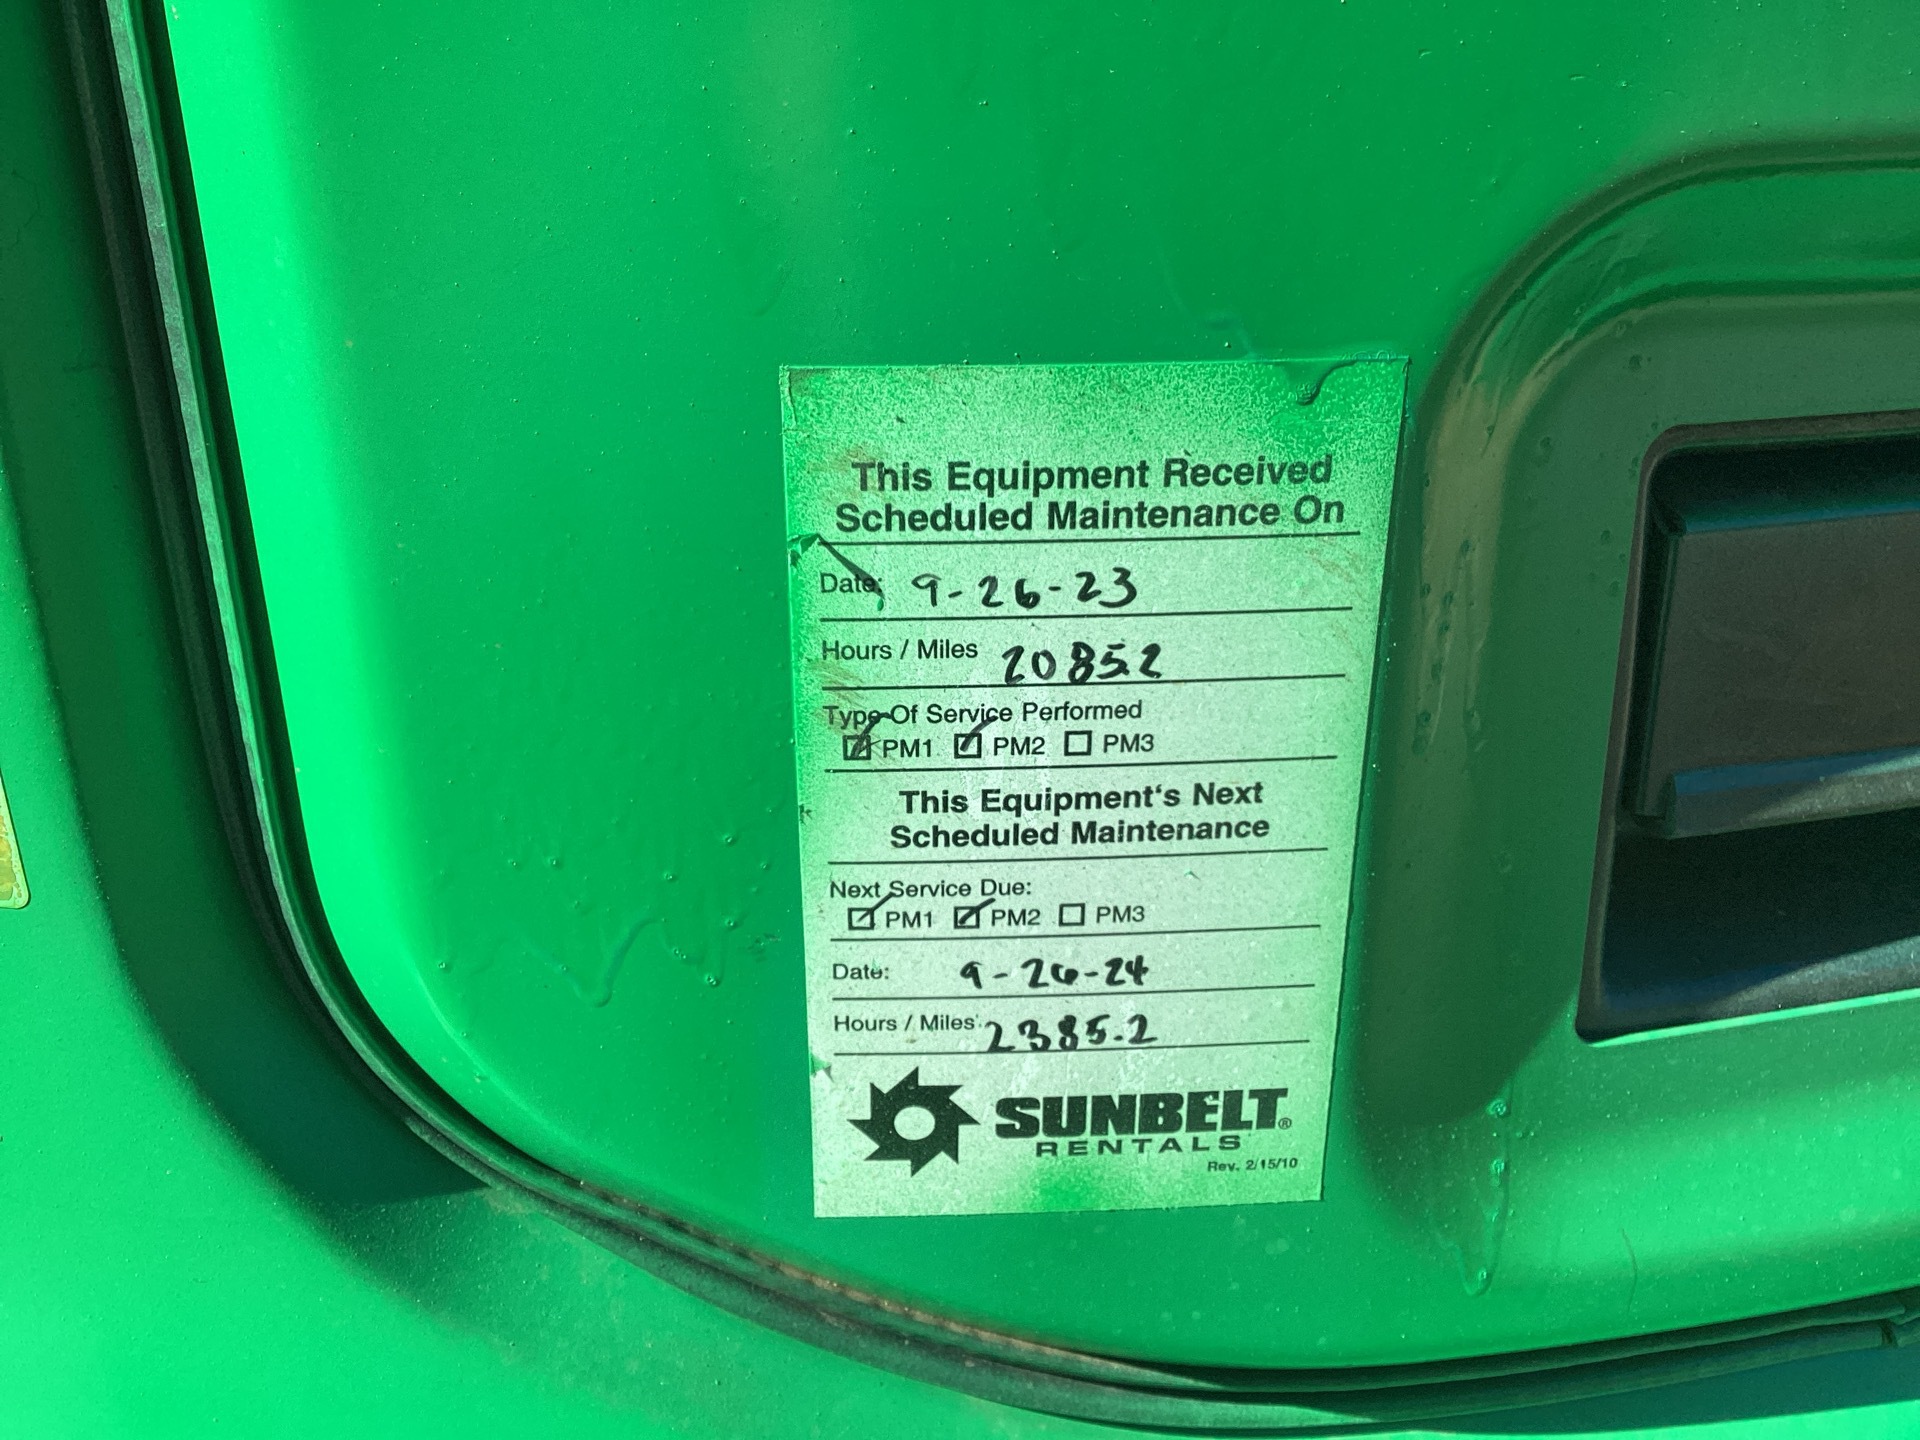 This Equipment Received
Scheduled Maintenance On
Date: 9-26-23
Hours / Miles 2085.2
Type Of Service Performed
☑ PM1 ☑ PM2 ☐ PM3
This Equipment's Next
Scheduled Maintenance
Next Service Due:
☑ PM1 ☑ PM2 ☐ PM3
Date: 9-26-24
Hours / Miles: 2385.2
SUNBELT®
RENTALS
Rev. 2/15/10